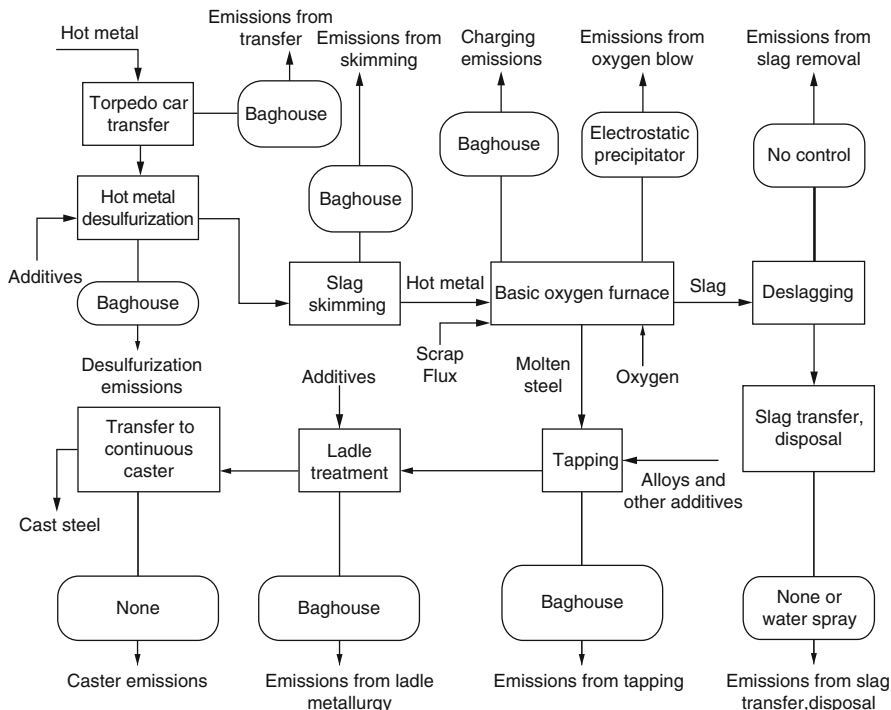 Hot metal
Emissions from
transfer
Emissions from
skimming
Charging
emissions
Emissions from
oxygen blow
Emissions from
slag removal
Torpedo car
transfer
Baghouse
Baghouse
Electrostatic
precipitator
No control
Hot metal
desulfurization
Baghouse
Additives
Baghouse
Slag
skimming
Hot metal
Basic oxygen furnace
Slag
Deslagging
Desulfurization
emissions
Additives
Scrap
Flux
Molten
steel
Oxygen
Transfer to
continuous
caster
Ladle
treatment
Tapping
Slag transfer,
disposal
Alloys and
other additives
Cast steel
None
Baghouse
Baghouse
None or
water spray
Caster emissions
Emissions from ladle
metallurgy
Emissions from tapping
Emissions from slag
transfer,disposal